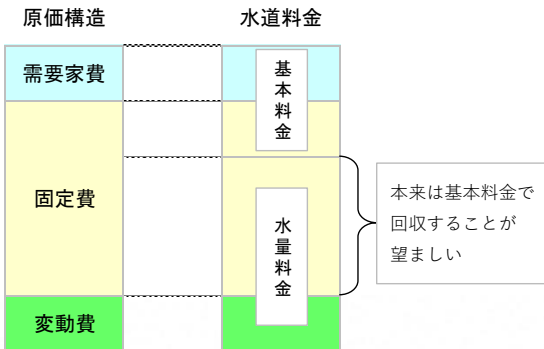 原価構造
水道料金
需要家費
基本料金
固定費
本来は基本料金で
回収することが
望ましい
水量料金
変動費